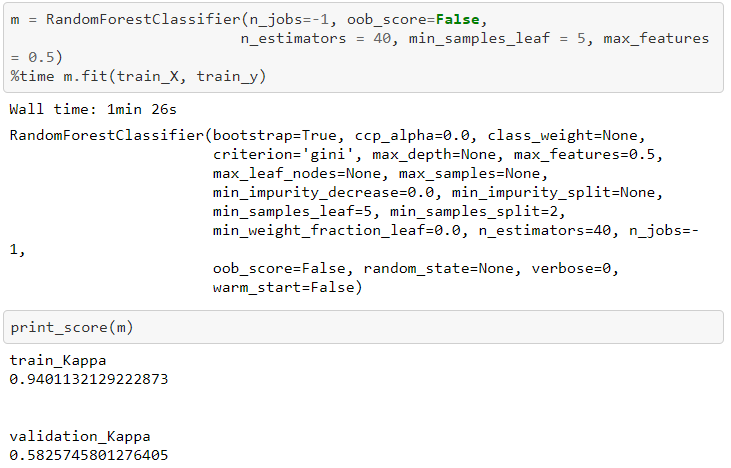 m = RandomForestClassifier(n_jobs=-1, oob_score=False,
                           n_estimators = 40, min_samples_leaf = 5, max_features
= 0.5)
%time m.fit(train_X, train_y)
Wall time: 1min 26s
RandomForestClassifier(bootstrap=True, ccp_alpha=0.0, class_weight=None,
                       criterion='gini', max_depth=None, max_features=0.5,
                       max_leaf_nodes=None, max_samples=None,
                       min_impurity_decrease=0.0, min_impurity_split=None,
                       min_samples_leaf=5, min_samples_split=2,
                       min_weight_fraction_leaf=0.0, n_estimators=40, n_jobs=-
1,
                       oob_score=False, random_state=None, verbose=0,
                       warm_start=False)
print_score(m)
train_Kappa
0.9401132129222873
validation_Kappa
0.5825745801276405